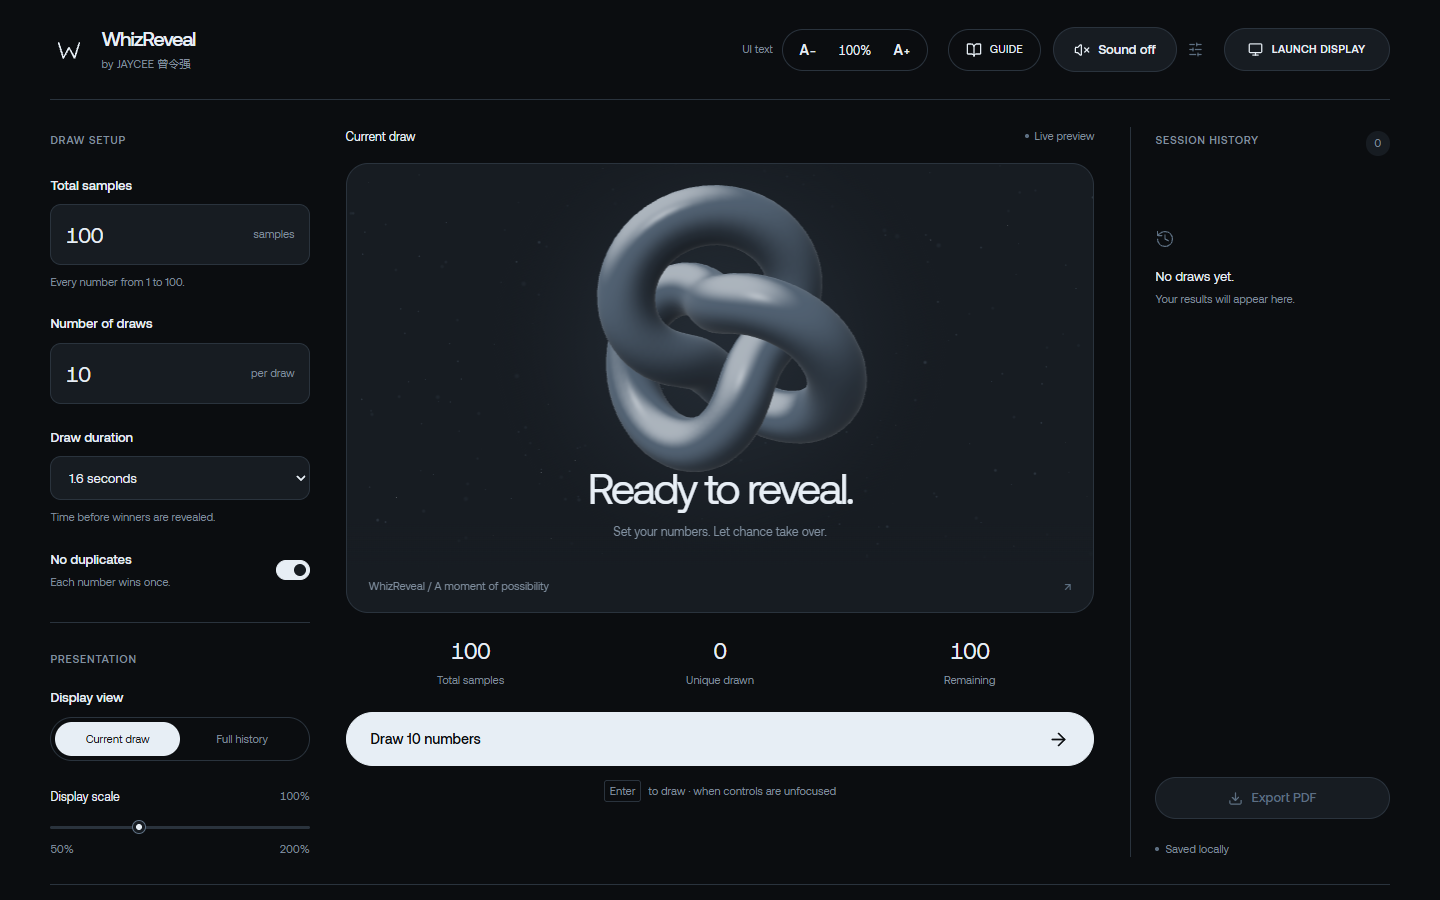 WhizReveal
by JAYCEE 曾令强
UI text
A− 100% A+
GUIDE
Sound off
LAUNCH DISPLAY
DRAW SETUP
Total samples
100 samples
Every number from 1 to 100.
Number of draws
10 per draw
Draw duration
1.6 seconds
Time before winners are revealed.
No duplicates
Each number wins once.
PRESENTATION
Display view
Current draw Full history
Display scale 100%
50% 200%
Current draw
Live preview
Ready to reveal.
Set your numbers. Let chance take over.
WhizReveal / A moment of possibility
100 0 100
Total samples Unique drawn Remaining
Draw 10 numbers
Enter to draw · when controls are unfocused
SESSION HISTORY 0
No draws yet.
Your results will appear here.
Export PDF
Saved locally